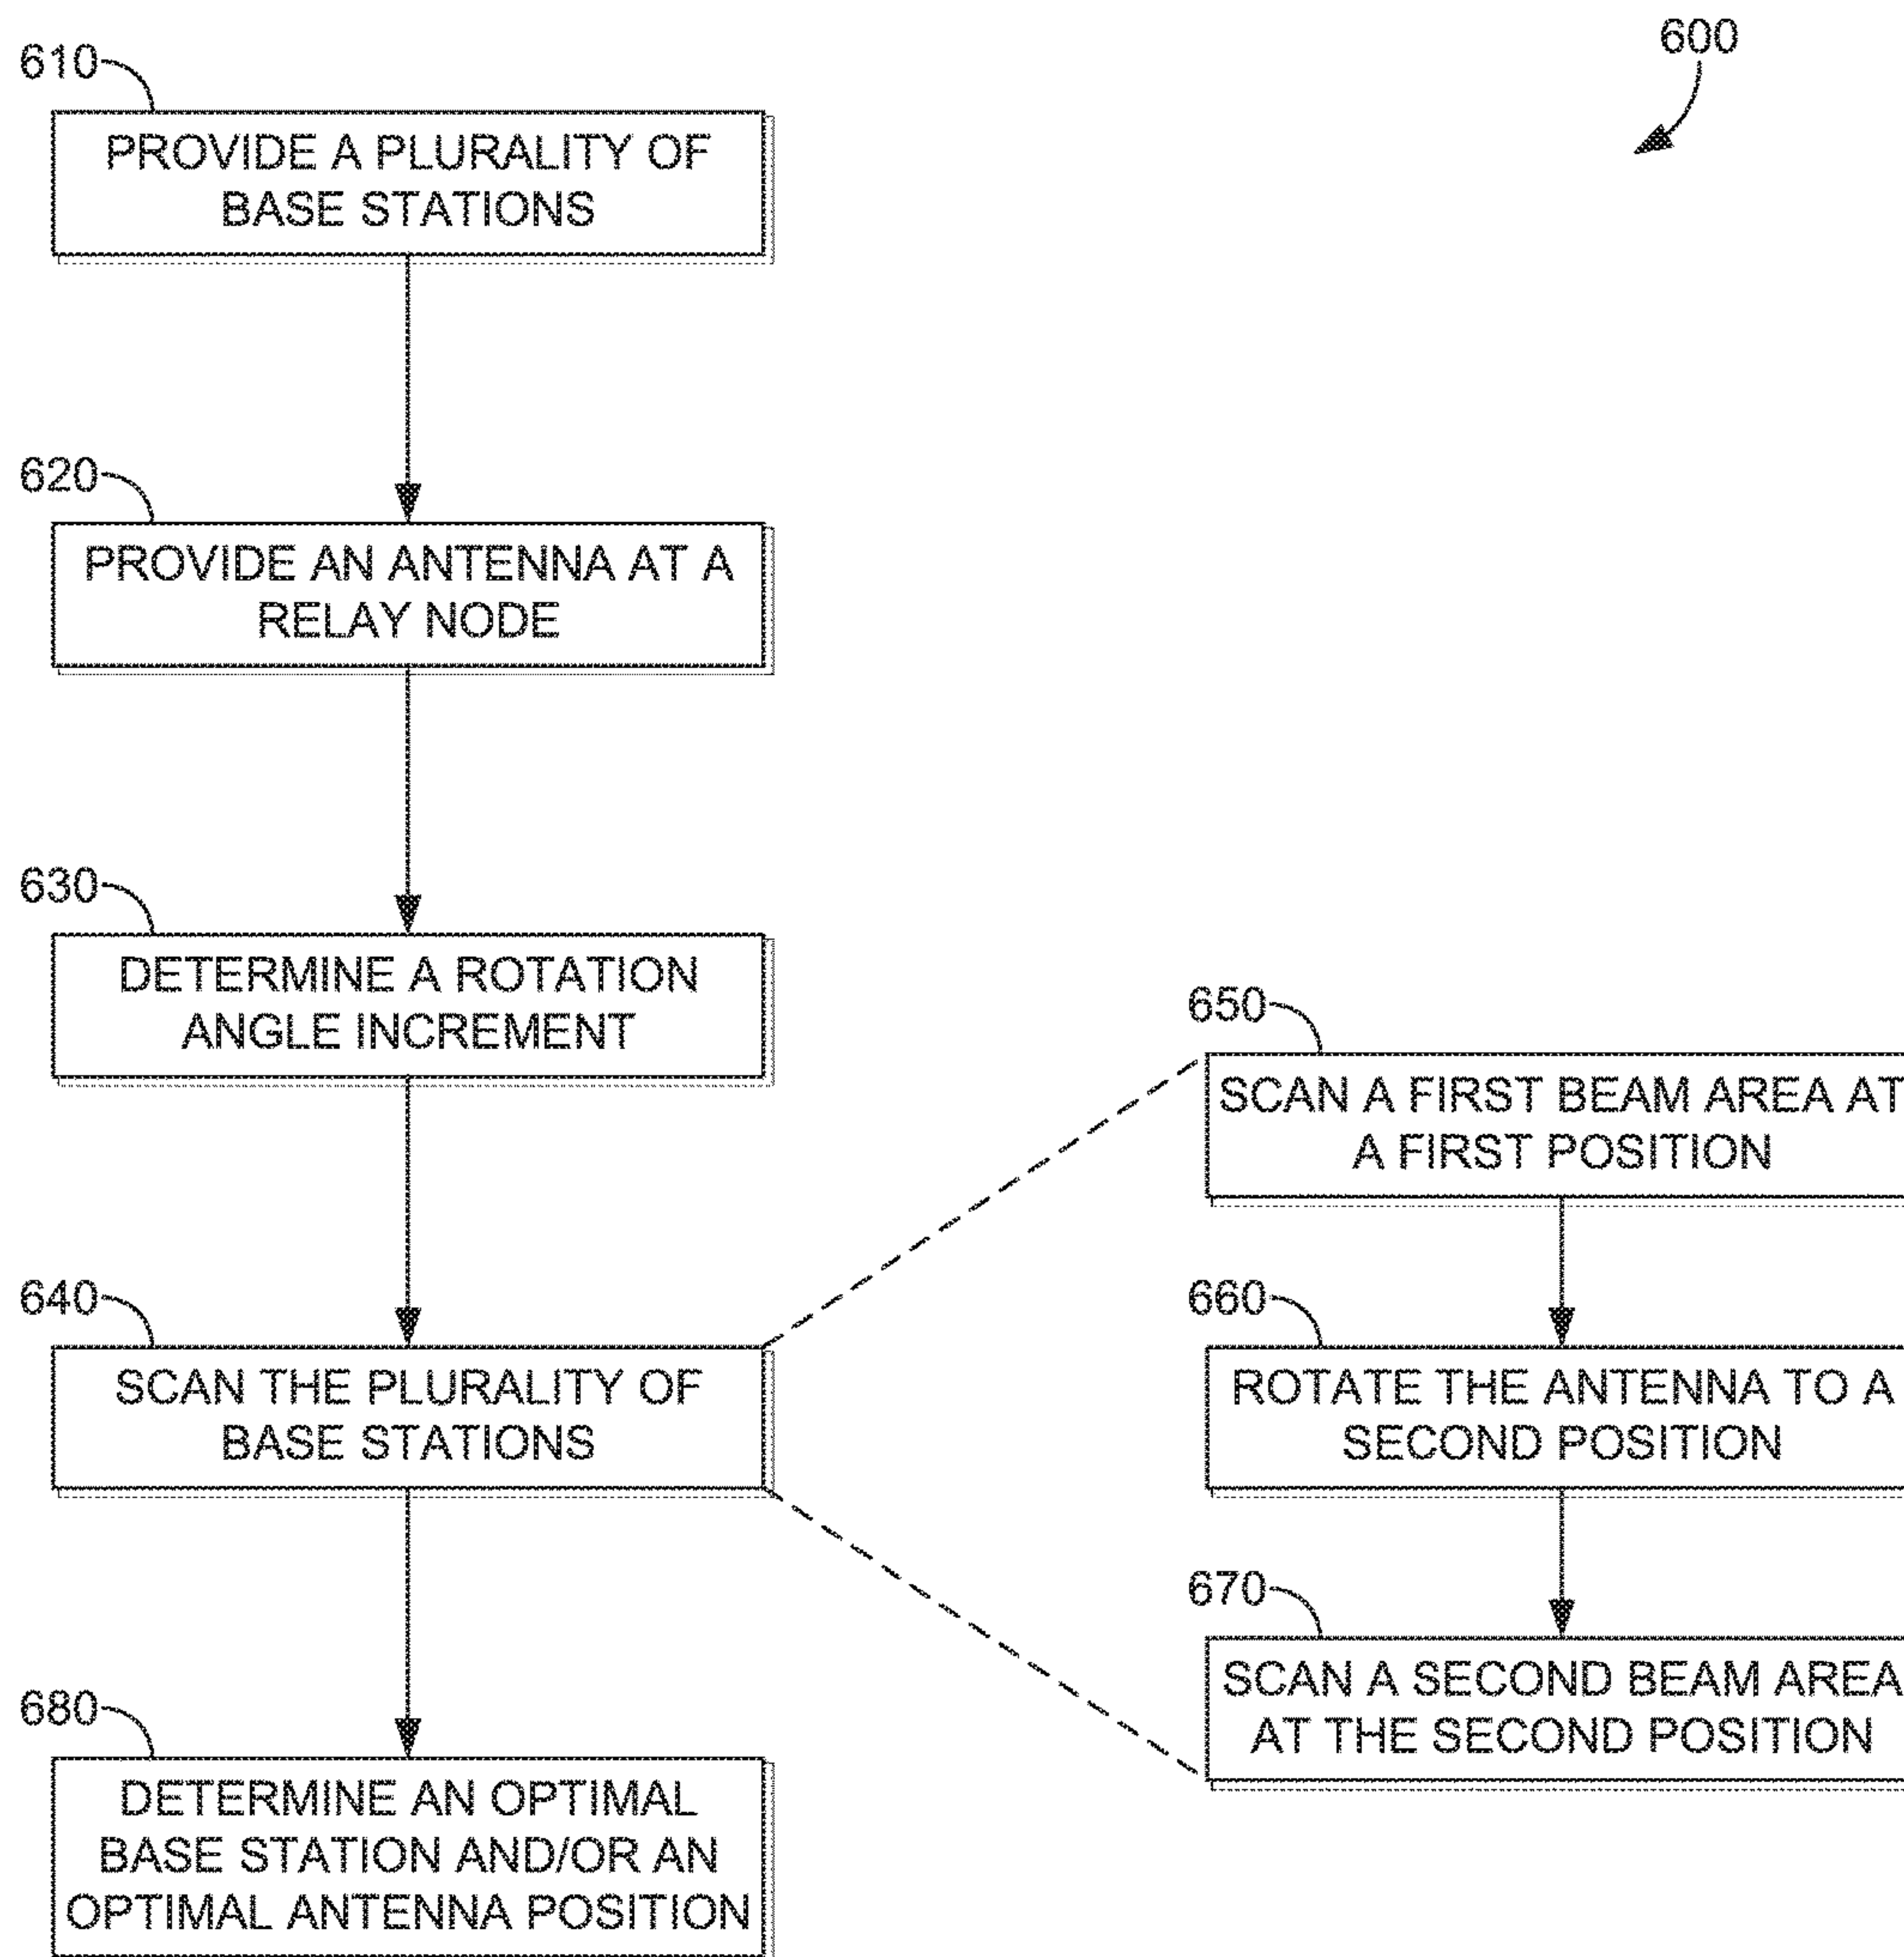 600
610
PROVIDE A PLURALITY OF
BASE STATIONS
620
PROVIDE AN ANTENNA AT A
RELAY NODE
630
DETERMINE A ROTATION
ANGLE INCREMENT
640
SCAN THE PLURALITY OF
BASE STATIONS
650
SCAN A FIRST BEAM AREA AT
A FIRST POSITION
660
ROTATE THE ANTENNA TO A
SECOND POSITION
670
SCAN A SECOND BEAM AREA
AT THE SECOND POSITION
680
DETERMINE AN OPTIMAL
BASE STATION AND/OR AN
OPTIMAL ANTENNA POSITION